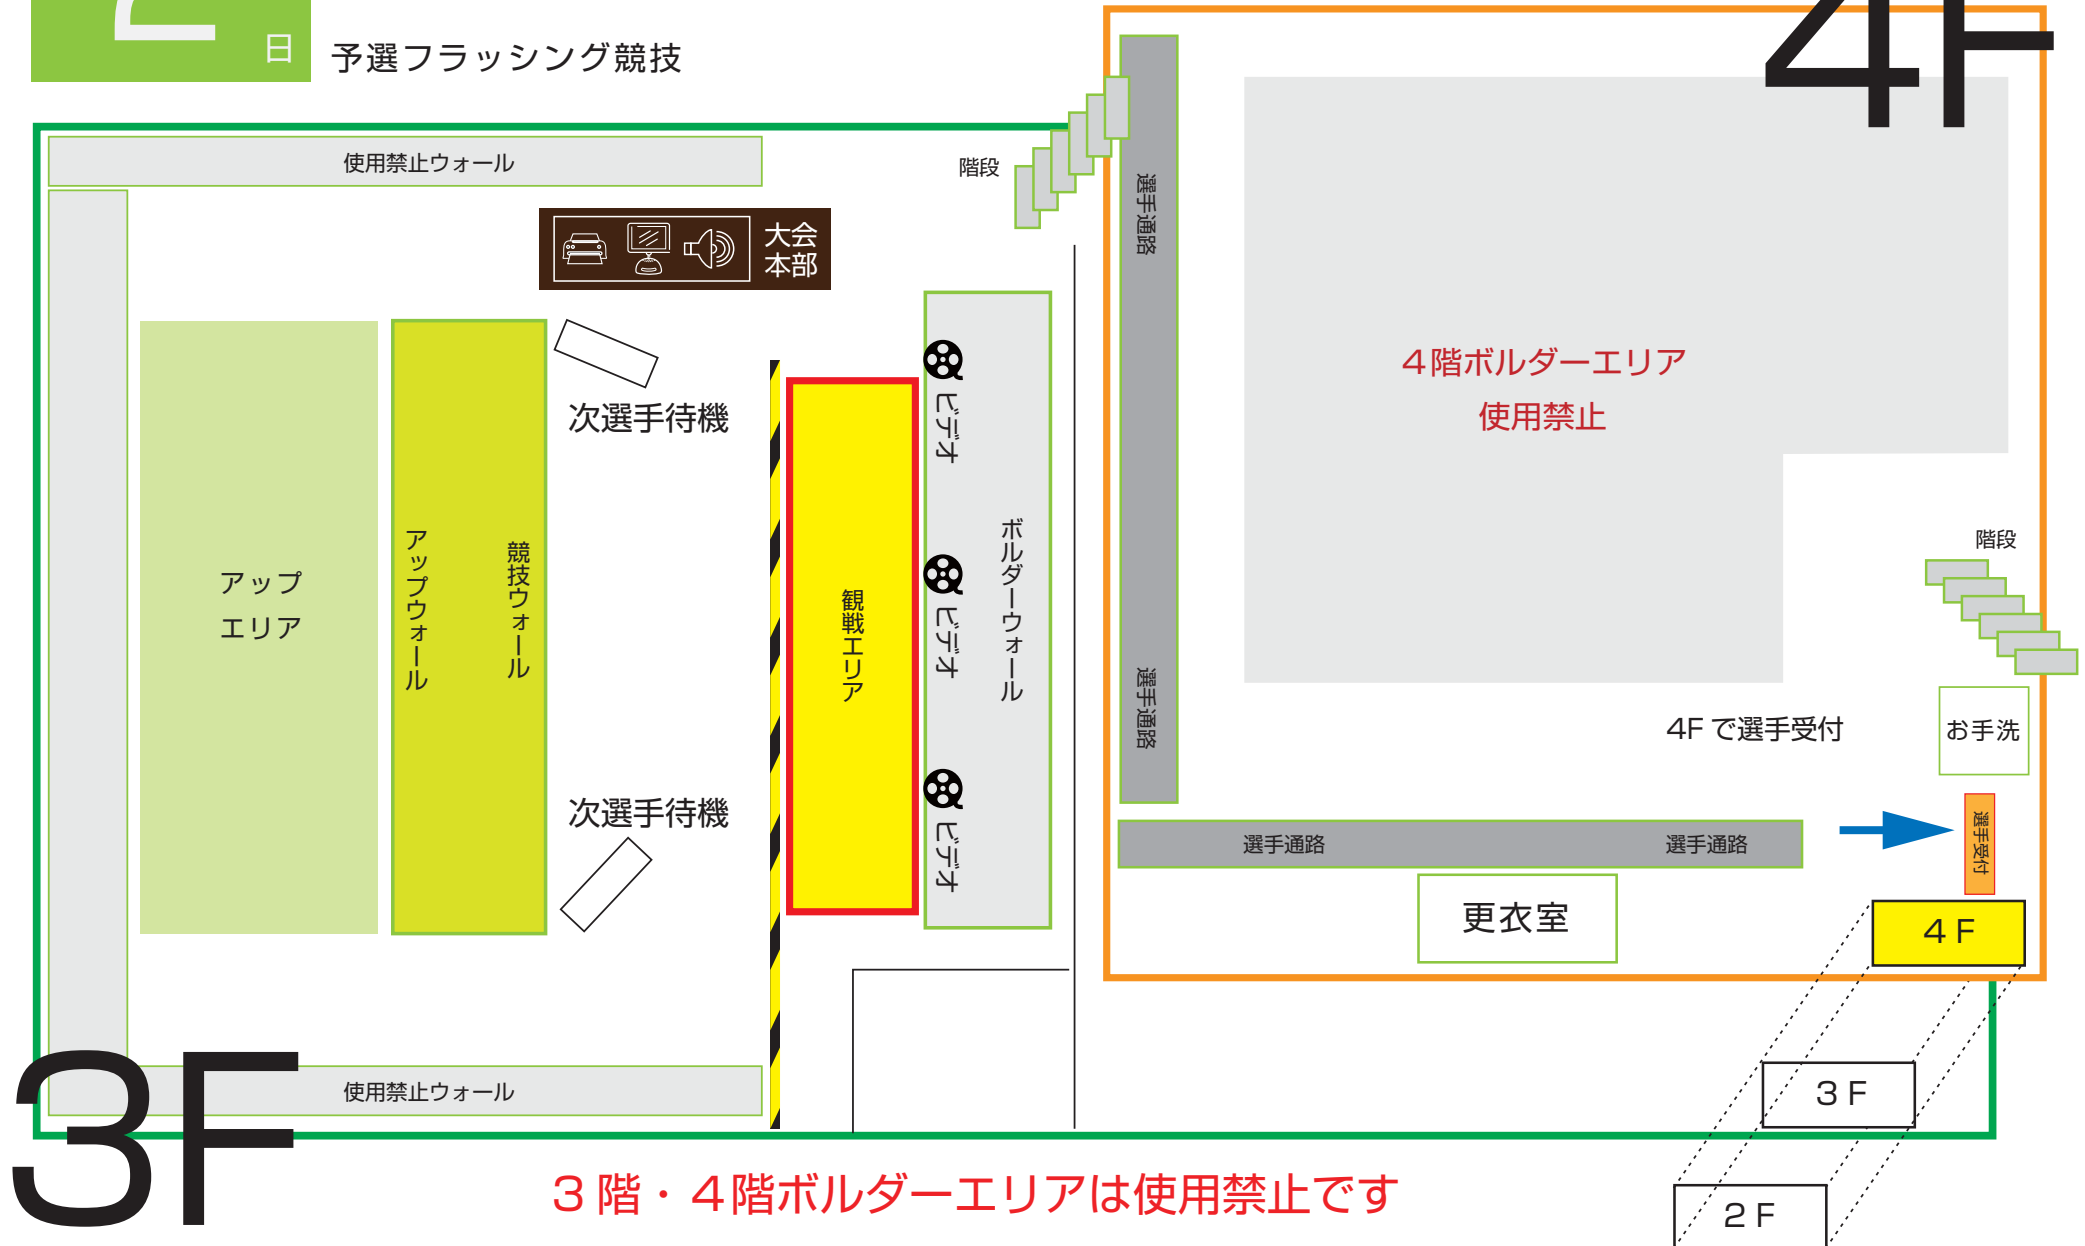 2
日
予選フラッシング競技
4F
使用禁止ウォール
階段
選手通路
大会
本部
4階ボルダーエリア
使用禁止
次選手待機
ビデオ
アップ
エリア
アップウォール
競技ウォール
観戦エリア
ビデオ
ボルダーウォール
階段
選手通路
4Fで選手受付
お手洗
次選手待機
ビデオ
選手通路
選手通路
選手受付
更衣室
4F
使用禁止ウォール
3F
3F
3階・4階ボルダーエリアは使用禁止です
2F